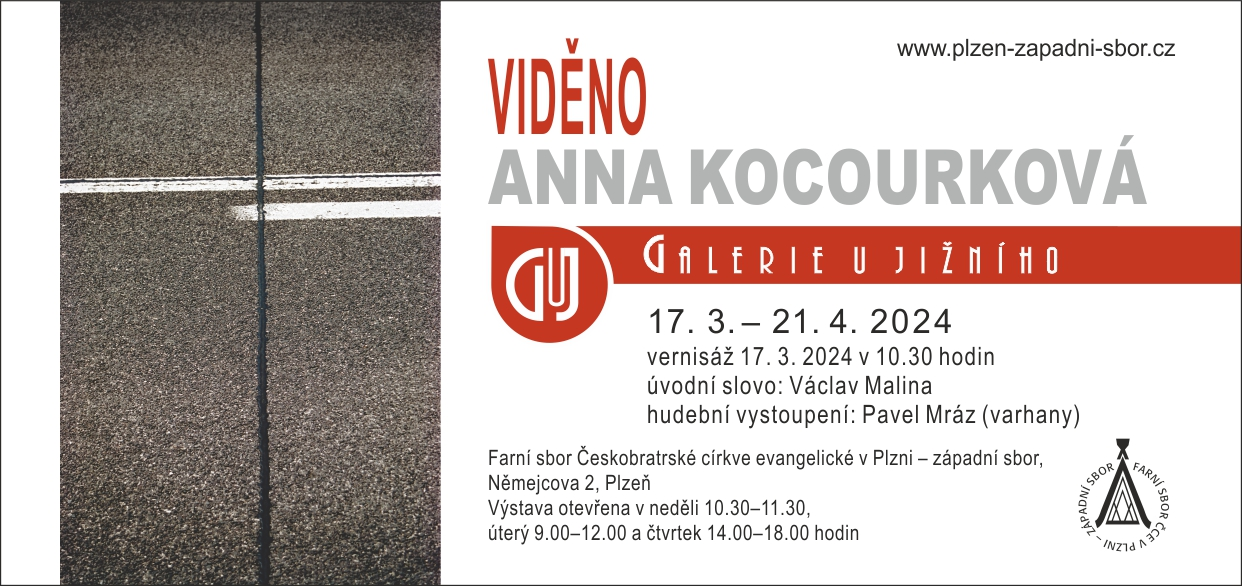 www.plzen-zapadni-sbor.cz
VIDĚNO
ANNA KOCOURKOVÁ
GUJ
GALERIE U JIŽNÍHO
17. 3. – 21. 4. 2024
vernisáž 17. 3. 2024 v 10.30 hodin
úvodní slovo: Václav Malina
hudební vystoupení: Pavel Mráz (varhany)
Farní sbor Českobratrské církve evangelické v Plzni – západní sbor,
Němejcova 2, Plzeň
Výstava otevřena v neděli 10.30–11.30,
úterý 9.00–12.00 a čtvrtek 14.00–18.00 hodin
FARNÍ SBOR ČCE V PLZNI – ZÁPADNÍ SBOR